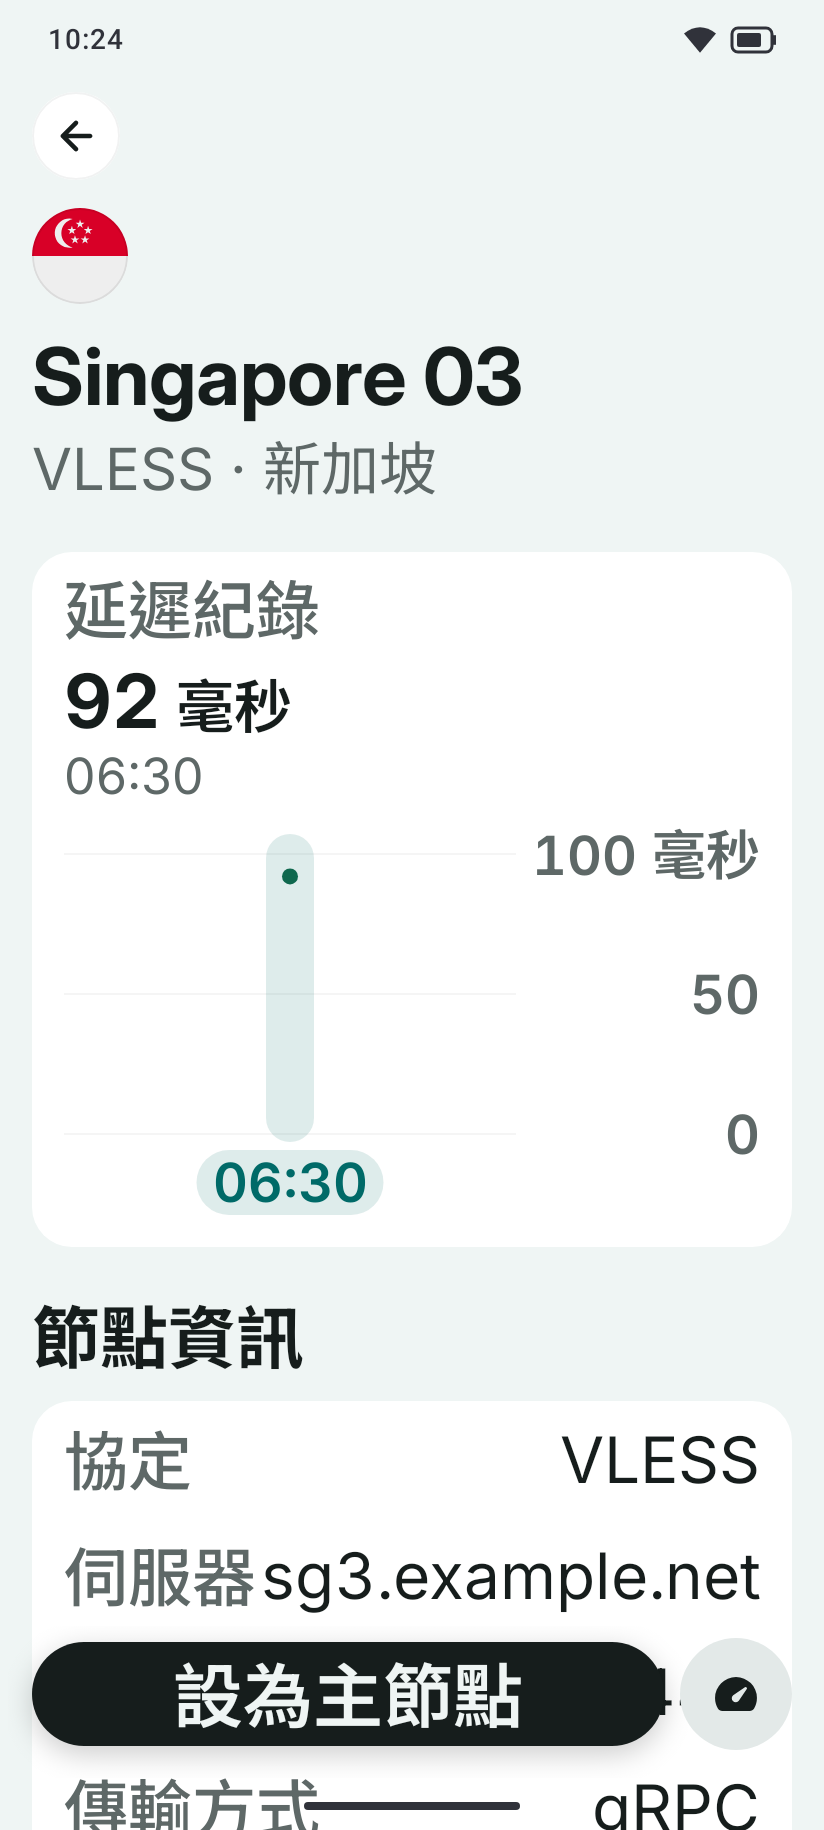 10:24
Singapore 03
VLESS · 新加坡
延遲紀錄
92 毫秒
06:30
100 毫秒
50
0
06:30
節點資訊
協定 VLESS
伺服器 sg3.example.net
設為主節點
傳輸方式 gRPC